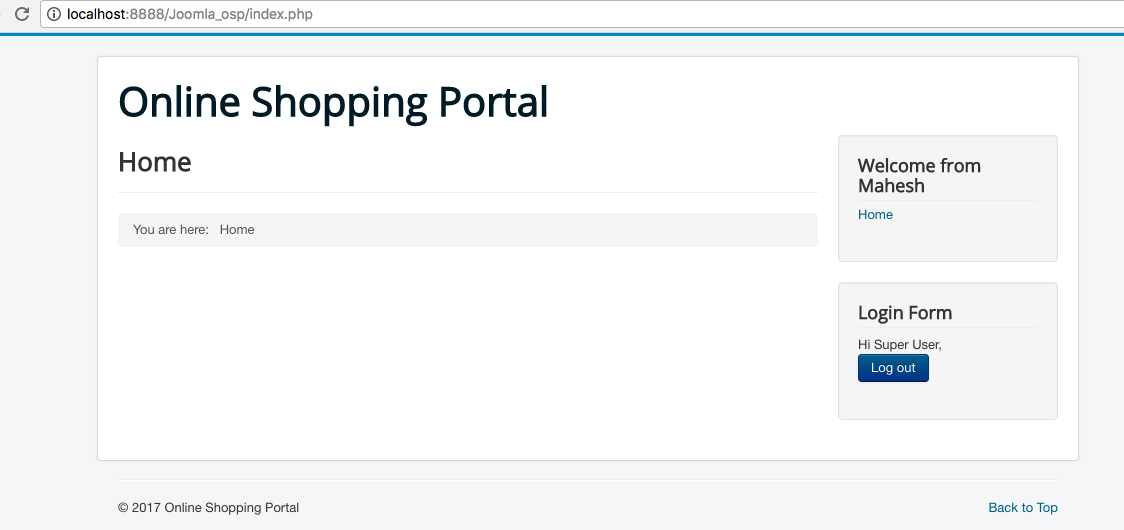 localhost:8888/Joomla_osp/index.php
Online Shopping Portal
Home
You are here: Home
Welcome from
Mahesh
Home
Login Form
Hi Super User,
Log out
© 2017 Online Shopping Portal
Back to Top